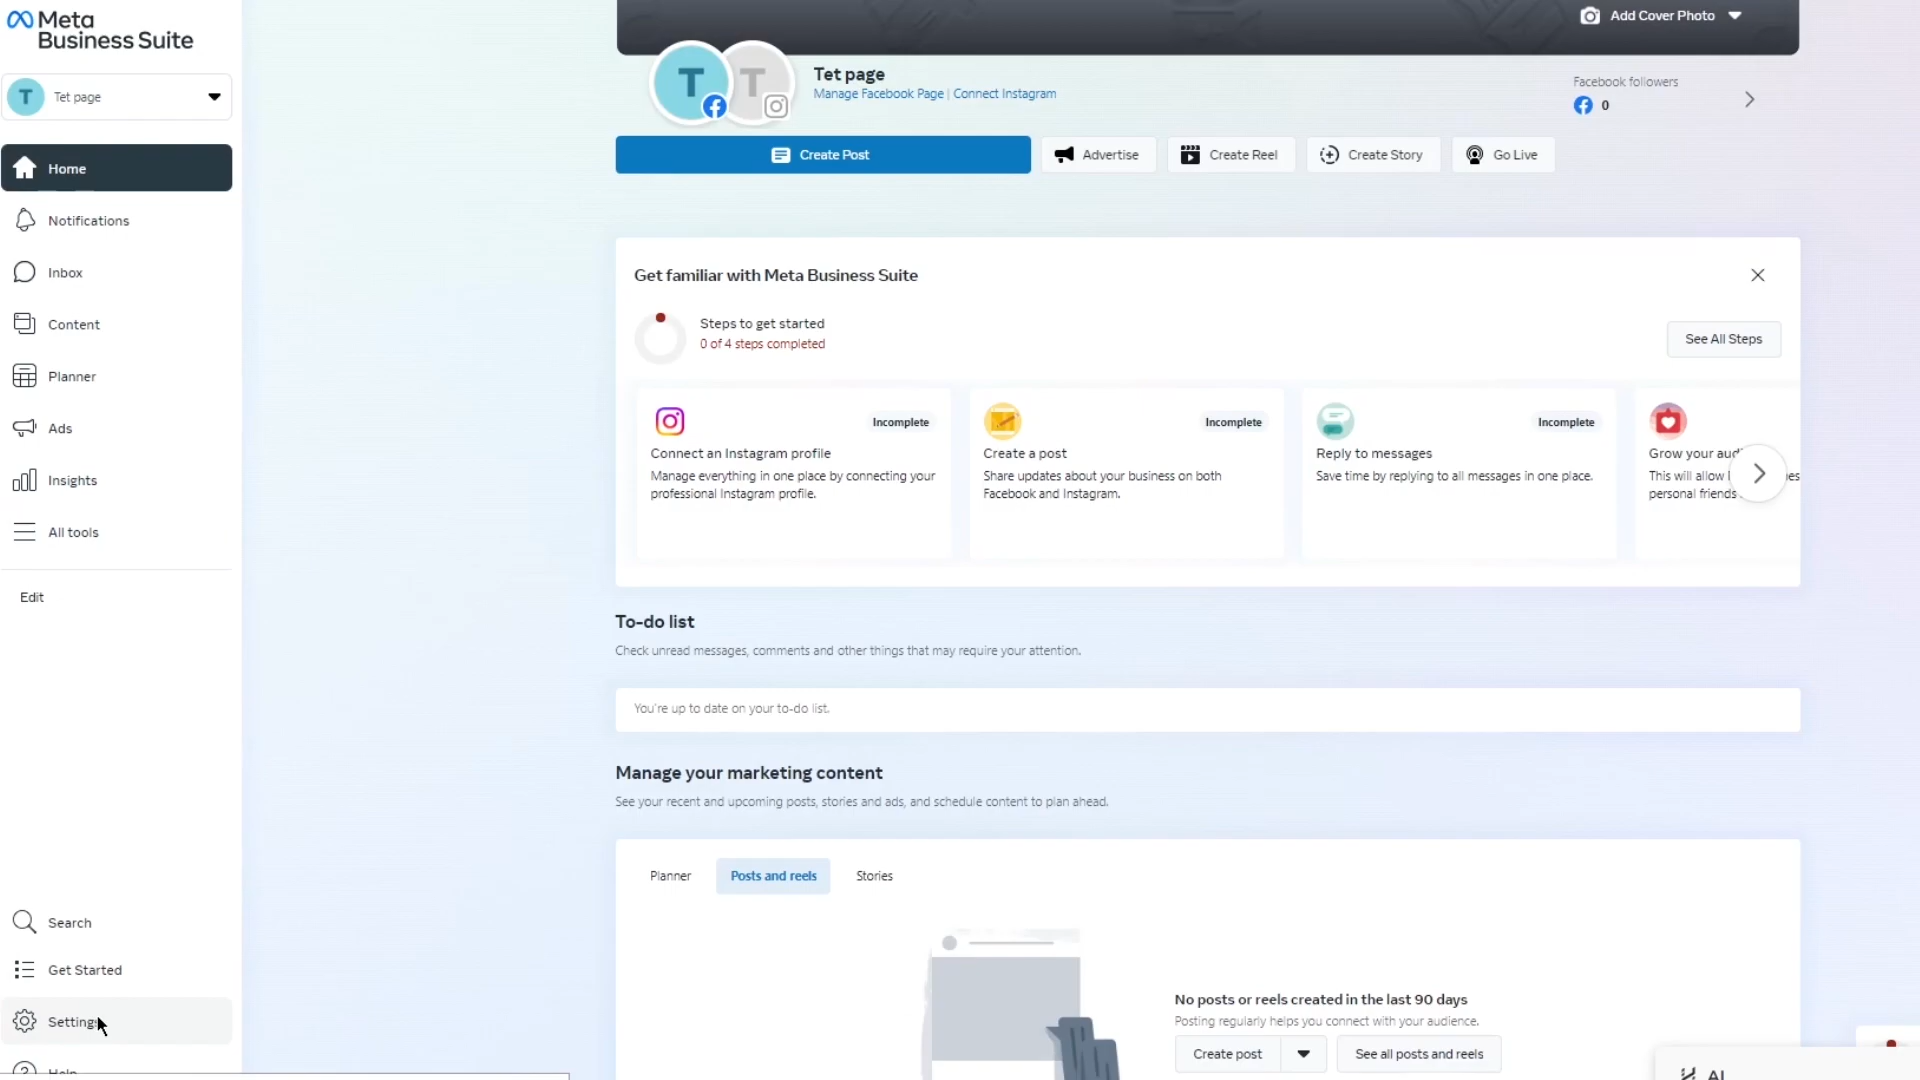 Meta
Business Suite
T
Tet page
Home
Notifications
Inbox
Content
Planner
Ads
Insights
All tools
Edit
Search
Get Started
Settings
Help
Add Cover Photo
T
T
Tet page
Manage Facebook Page | Connect Instagram
Facebook followers
0
Create Post
Advertise
Create Reel
Create Story
Go Live
Get familiar with Meta Business Suite
Steps to get started
0 of 4 steps completed
See All Steps
Incomplete
Connect an Instagram profile
Manage everything in one place by connecting your
professional Instagram profile.
Incomplete
Create a post
Share updates about your business on both
Facebook and Instagram.
Incomplete
Reply to messages
Save time by replying to all messages in one place.
Grow your
This will allow
personal friends
To-do list
Check unread messages, comments and other things that may require your attention.
You're up to date on your to-do list.
Manage your marketing content
See your recent and upcoming posts, stories and ads, and schedule content to plan ahead.
Planner
Posts and reels
Stories
No posts or reels created in the last 90 days
Posting regularly helps you connect with your audience.
Create post
See all posts and reels
AI